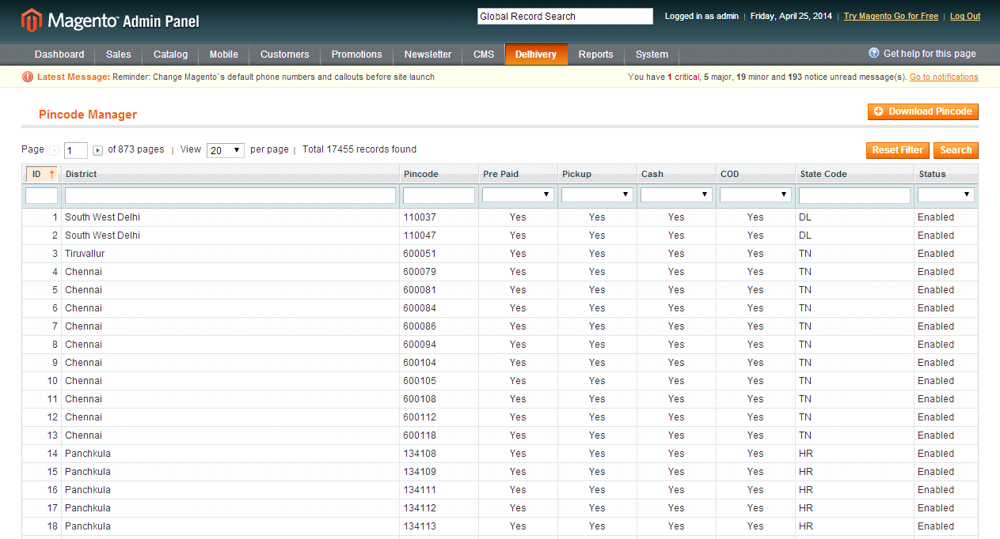 Magento Admin Panel
Global Record Search
Logged in as admin | Friday, April 25, 2014 | Try Magento Go for Free | Log Out
Dashboard Sales Catalog Mobile Customers Promotions Newsletter CMS Delhivery Reports System Get help for this page
Latest Message: Reminder: Change Magento`s default phone numbers and callouts before site launch You have 1 critical, 5 major, 19 minor and 193 notice unread message(s). Go to notifications
Pincode Manager Download Pincode
Page 1 of 873 pages | View 20 per page | Total 17455 records found Reset Filter Search
ID District Pincode Pre Paid Pickup Cash COD State Code Status
1 South West Delhi 110037 Yes Yes Yes Yes DL Enabled
2 South West Delhi 110047 Yes Yes Yes Yes DL Enabled
3 Tiruvallur 600051 Yes Yes Yes Yes TN Enabled
4 Chennai 600079 Yes Yes Yes Yes TN Enabled
5 Chennai 600081 Yes Yes Yes Yes TN Enabled
6 Chennai 600084 Yes Yes Yes Yes TN Enabled
7 Chennai 600086 Yes Yes Yes Yes TN Enabled
8 Chennai 600094 Yes Yes Yes Yes TN Enabled
9 Chennai 600104 Yes Yes Yes Yes TN Enabled
10 Chennai 600105 Yes Yes Yes Yes TN Enabled
11 Chennai 600108 Yes Yes Yes Yes TN Enabled
12 Chennai 600112 Yes Yes Yes Yes TN Enabled
13 Chennai 600118 Yes Yes Yes Yes TN Enabled
14 Panchkula 134108 Yes Yes Yes Yes HR Enabled
15 Panchkula 134109 Yes Yes Yes Yes HR Enabled
16 Panchkula 134111 Yes Yes Yes Yes HR Enabled
17 Panchkula 134112 Yes Yes Yes Yes HR Enabled
18 Panchkula 134113 Yes Yes Yes Yes HR Enabled